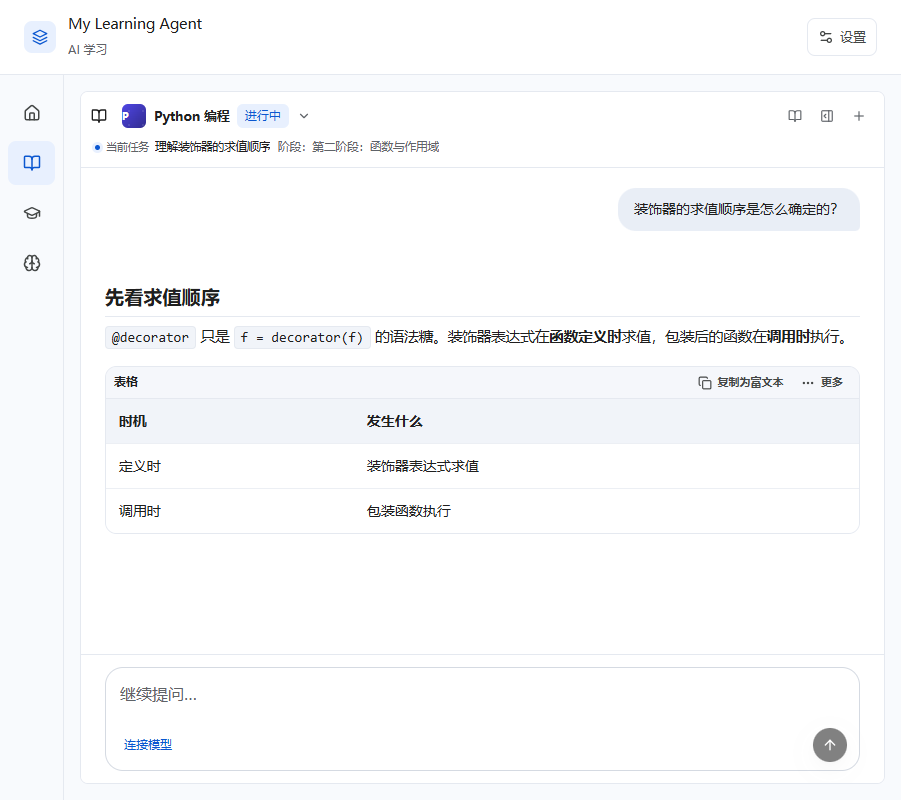 My Learning Agent
AI 学习
设置
P Python 编程 进行中
当前任务 理解装饰器的求值顺序 阶段：第二阶段：函数与作用域
装饰器的求值顺序是怎么确定的？
先看求值顺序
@decorator 只是 f = decorator(f) 的语法糖。装饰器表达式在函数定义时求值，包装后的函数在调用时执行。
表格 复制为富文本 更多
时机 发生什么
定义时 装饰器表达式求值
调用时 包装函数执行
继续提问...
连接模型